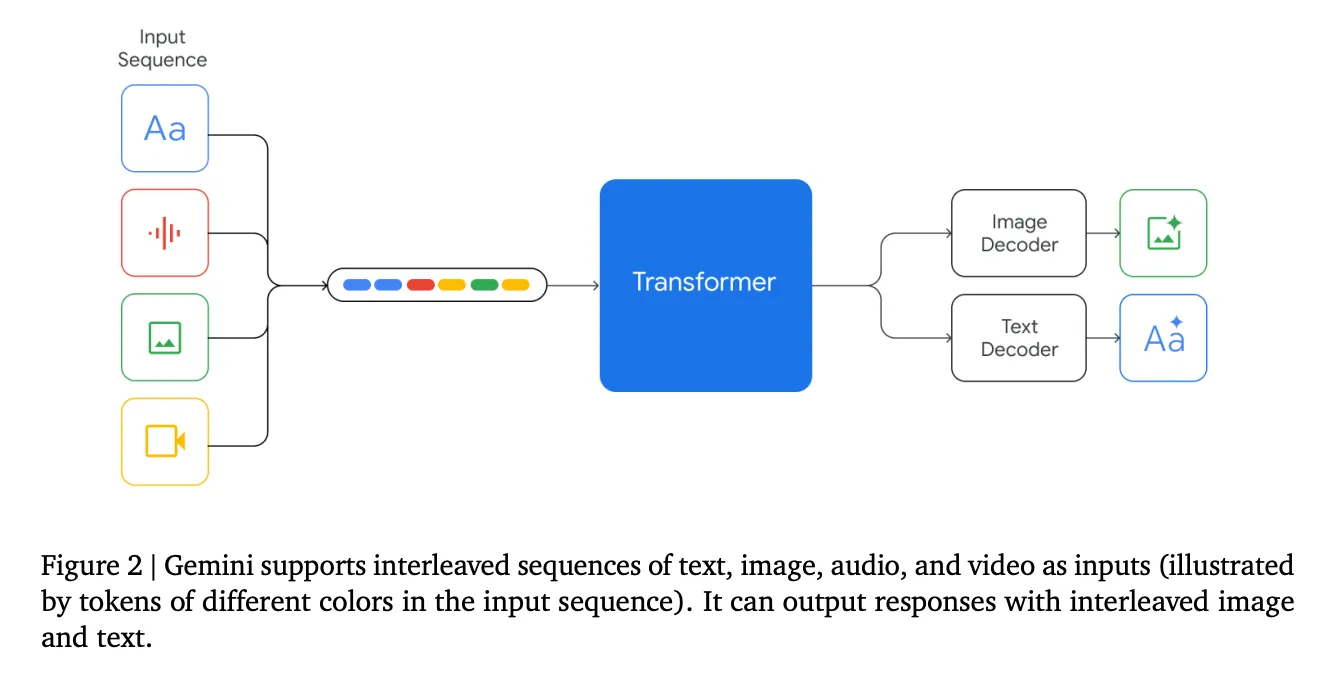 Input
Sequence
Aa
Transformer
Image
Decoder
Text
Decoder
Aa
Figure 2 | Gemini supports interleaved sequences of text, image, audio, and video as inputs (illustrated
by tokens of different colors in the input sequence). It can output responses with interleaved image
and text.